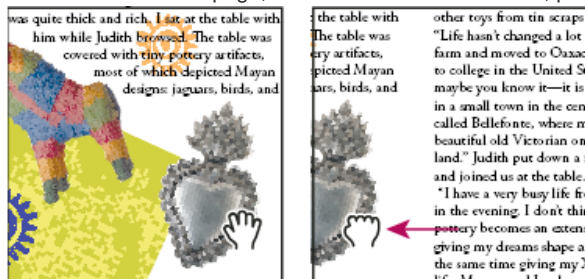 was quite thick and rich. I sat at the table with
him while Judith browsed. The table was
covered with tiny pottery artifacts,
most of which depicted Mayan
designs: jaguars, birds, and
the table with
The table was
ery artifacts,
picted Mayan
ars, birds, and
other toys from tin scraps
"Life hasn't changed a lot
farm and moved to Oaxac
to college in the United S
maybe you know it—it is
in a small town in the cen
called Bellefonte, where m
beautiful old Victorian on
land." Judith put down a
and joined us at the table.
"I have a very busy life fr
in the evening. I don't thin
pottery becomes an extens
giving my dreams shape a
the same time giving my